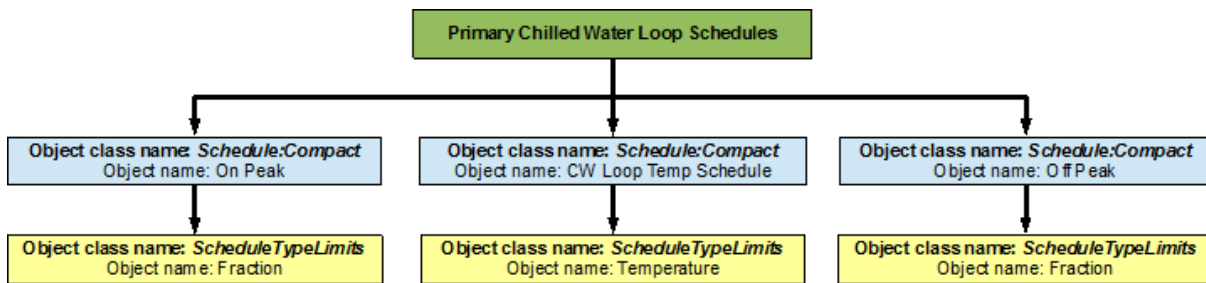 Primary Chilled Water Loop Schedules
Object class name: Schedule:Compact
Object name: On Peak
Object class name: Schedule:Compact
Object name: CW Loop Temp Schedule
Object class name: Schedule:Compact
Object name: Off Peak
Object class name: ScheduleTypeLimits
Object name: Fraction
Object class name: ScheduleTypeLimits
Object name: Temperature
Object class name: ScheduleTypeLimits
Object name: Fraction